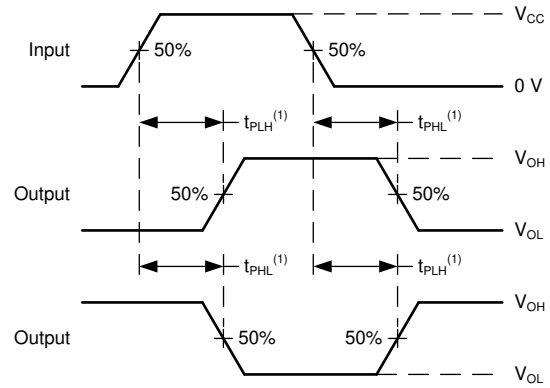 V_CC
Input
50%
50%
0 V
t_PLH^(1)
t_PHL^(1)
V_OH
Output
50%
50%
V_OL
t_PHL^(1)
t_PLH^(1)
V_OH
Output
50%
50%
V_OL